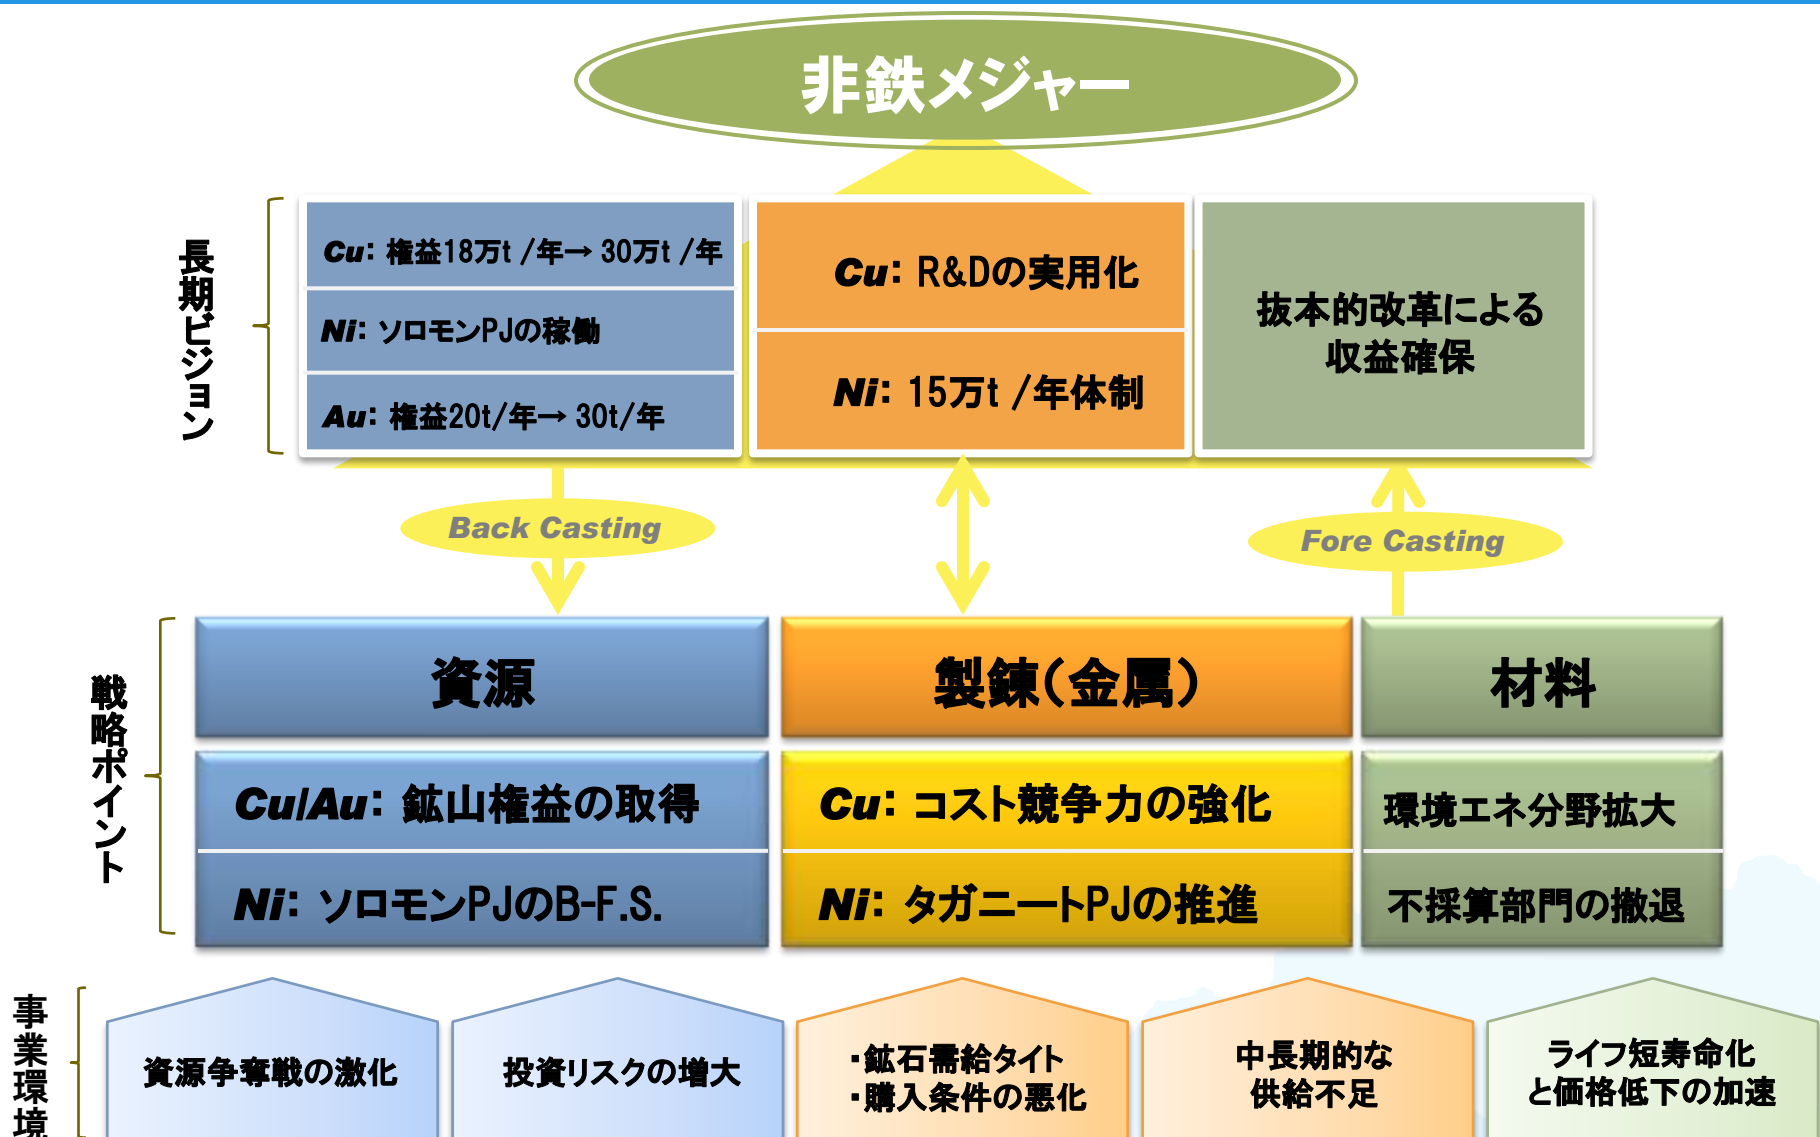 非鉄メジャー
長期ビジョン
Cu: 権益18万t /年→ 30万t /年
Ni: ソロモンPJの稼働
Au: 権益20t/年→ 30t/年
Cu: R&Dの実用化
Ni: 15万t /年体制
抜本的改革による
収益確保
Back Casting
Fore Casting
戦略ポイント
資源
製錬(金属)
材料
Cu/Au: 鉱山権益の取得
Ni: ソロモンPJのB-F.S.
Cu: コスト競争力の強化
Ni: タガニートPJの推進
環境エネ分野拡大
不採算部門の撤退
事業環境
資源争奪戦の激化
投資リスクの増大
・鉱石需給タイト
・購入条件の悪化
中長期的な
供給不足
ライフ短寿命化
と価格低下の加速